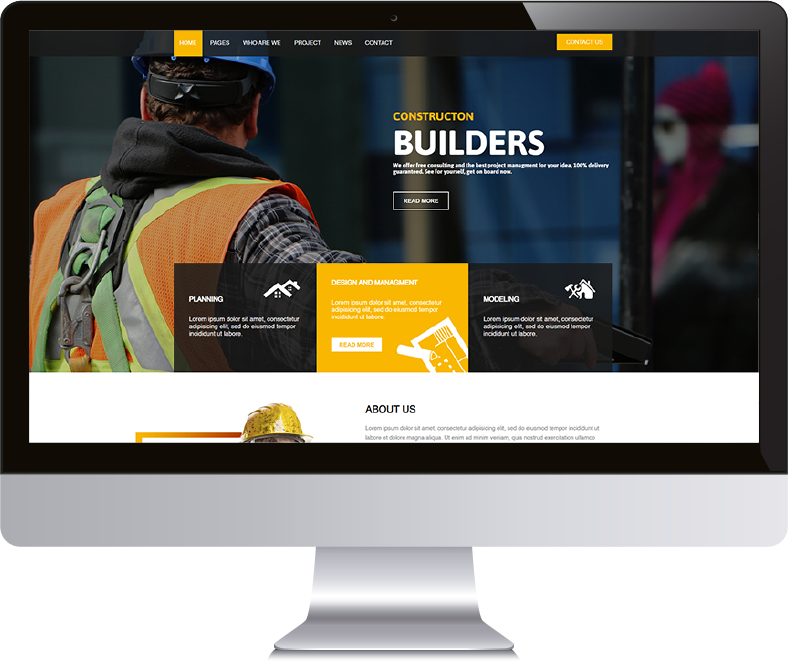 HOME PAGES WHO ARE WE PROJECT NEWS CONTACT CONTACT US
CONSTRUCTON
BUILDERS
We offer free consulting and the best project managment for your idea, 100% delivery
guaranteed. See for yourself, get on board now.
READ MORE
PLANNING
Lorem ipsum dolor sit amet, consectetur
adipisicing elit, sed do eiusmod tempor
incididunt ut labore.
DESIGN AND MANAGMENT
Lorem ipsum dolor sit amet, consectetur
adipisicing elit, sed do eiusmod tempor
incididunt ut labore.
READ MORE
MODELING
Lorem ipsum dolor sit amet, consectetur
adipisicing elit, sed do eiusmod tempor
incididunt ut labore.
ABOUT US
Lorem ipsum dolor sit amet, consectetur adipisicing elit, sed do eiusmod tempor incididunt ut
labore et dolore magna aliqua. Ut enim ad minim veniam, quis nostrud exercitation ullamco